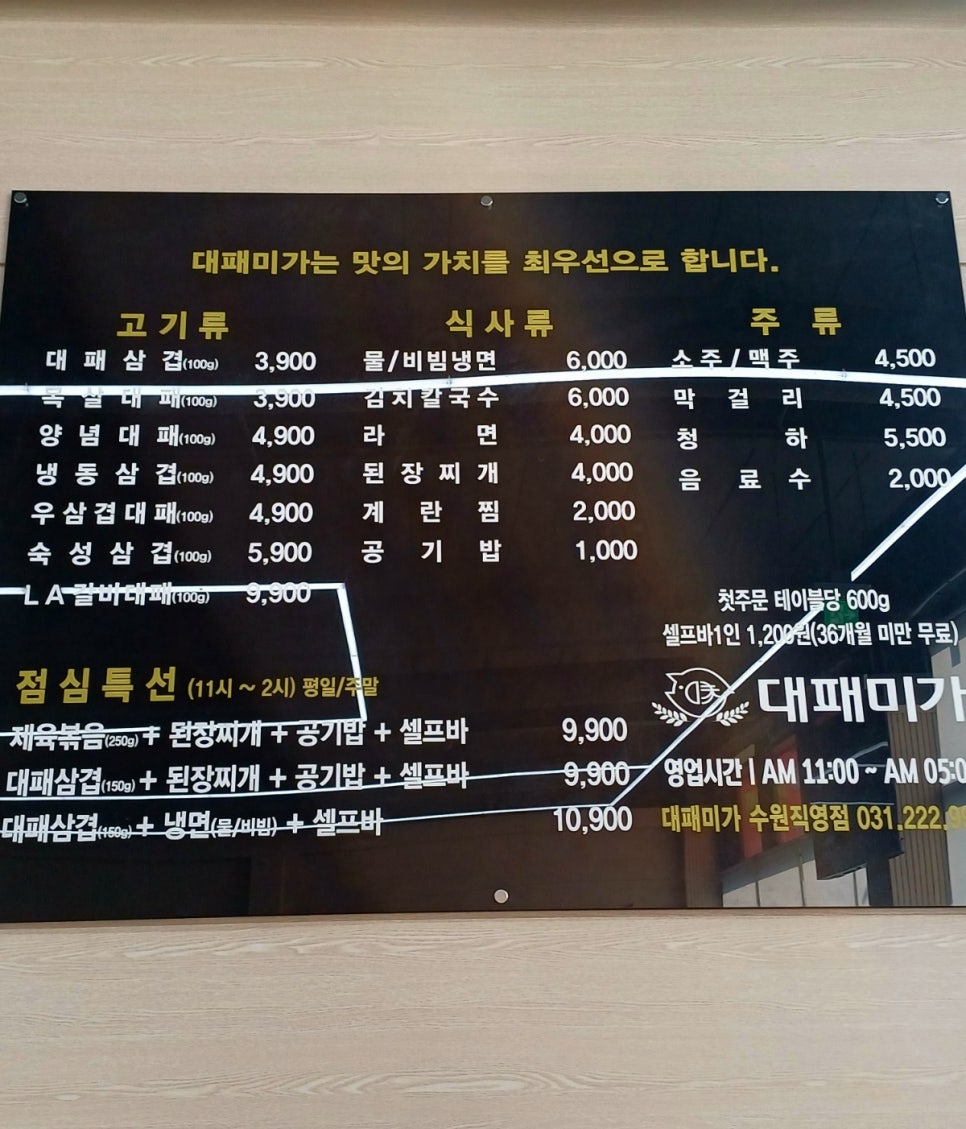 대패미가는 맛의 가치를 최우선으로 합니다.
고기류
대패삼겹(100g) 3,900
목살대패(100g) 3,900
양념대패(100g) 4,900
냉동삼겹(100g) 4,900
우삼겹대패(100g) 4,900
숙성삼겹(100g) 5,900
LA갈비대패(100g) 9,900
식사류
물/비빔냉면 6,000
김치칼국수 6,000
라면 4,000
된장찌개 4,000
계란찜 2,000
공기밥 1,000
주류
소주/맥주 4,500
막걸리 4,500
청하 5,500
음료수 2,000
첫주문 테이블당 600g
셀프바1인 1,200원(36개월 미만 무료)
점심특선 (11시 ~ 2시) 평일/주말
제육볶음(250g) + 된장찌개 + 공기밥 + 셀프바 9,900
대패삼겹(150g) + 된장찌개 + 공기밥 + 셀프바 9,900
대패삼겹(150g) + 냉면(물/비빔) + 셀프바 10,900
대패미가
영업시간 | AM 11:00 ~ AM 05:0
대패미가 수원직영점 031.222.9